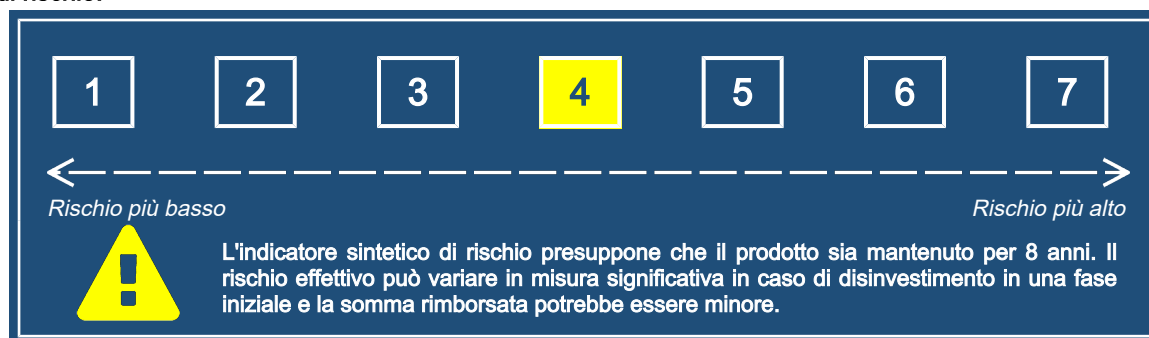 1 2 3 4 5 6 7
Rischio più basso Rischio più alto
L'indicatore sintetico di rischio presuppone che il prodotto sia mantenuto per 8 anni. Il
rischio effettivo può variare in misura significativa in caso di disinvestimento in una fase
iniziale e la somma rimborsata potrebbe essere minore.